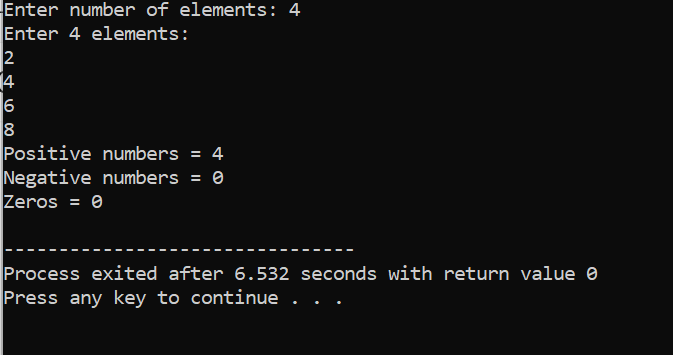 Enter number of elements: 4
Enter 4 elements:
2
4
6
8
Positive numbers = 4
Negative numbers = 0
Zeros = 0
--------------------------------
Process exited after 6.532 seconds with return value 0
Press any key to continue . . .